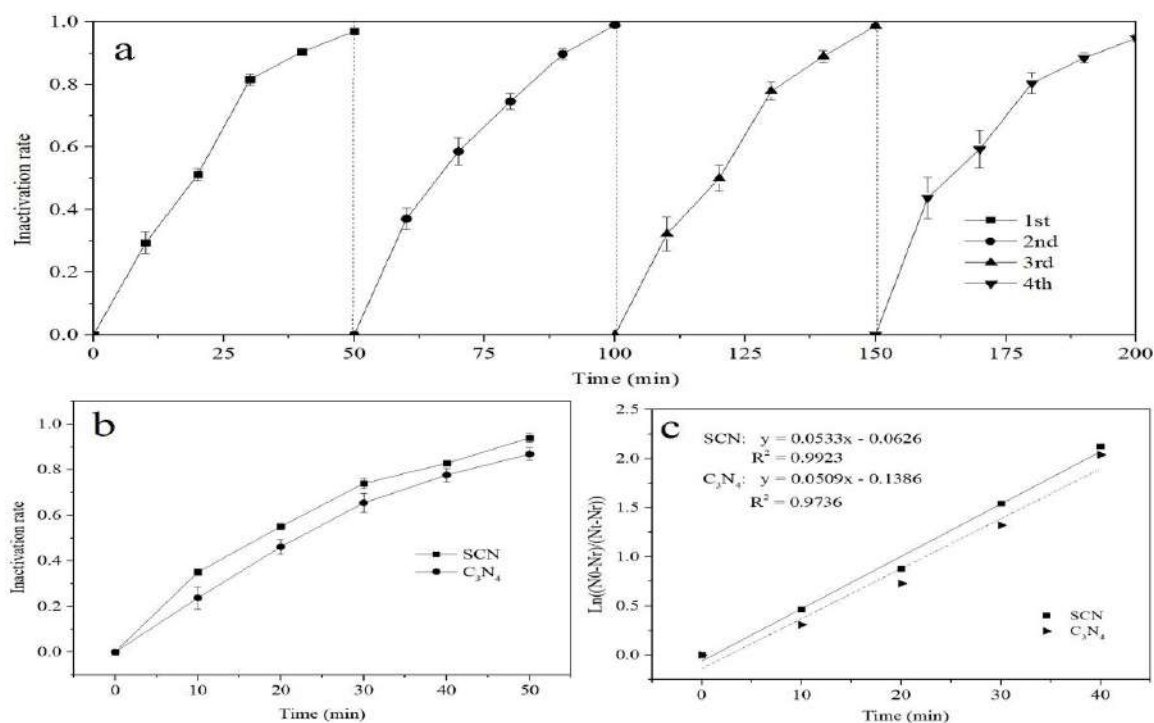 a
1.0
0.8
0.6
0.4
0.2
0.0
Inactivation rate
1st
2nd
3rd
4th
0 25 50 75 100 125 150 175 200
Time (min)
b
1.0
0.8
0.6
0.4
0.2
0.0
Inactivation rate
SCN
C₃N₄
0 10 20 30 40 50
Time (min)
c
2.5
2.0
1.5
1.0
0.5
0.0
Ln((N0-Nr)/(Nt-Nr))
SCN: y = 0.0533x - 0.0626
R² = 0.9923
C₃N₄: y = 0.0509x - 0.1386
R² = 0.9736
SCN
C₃N₄
0 10 20 30 40
Time (min)